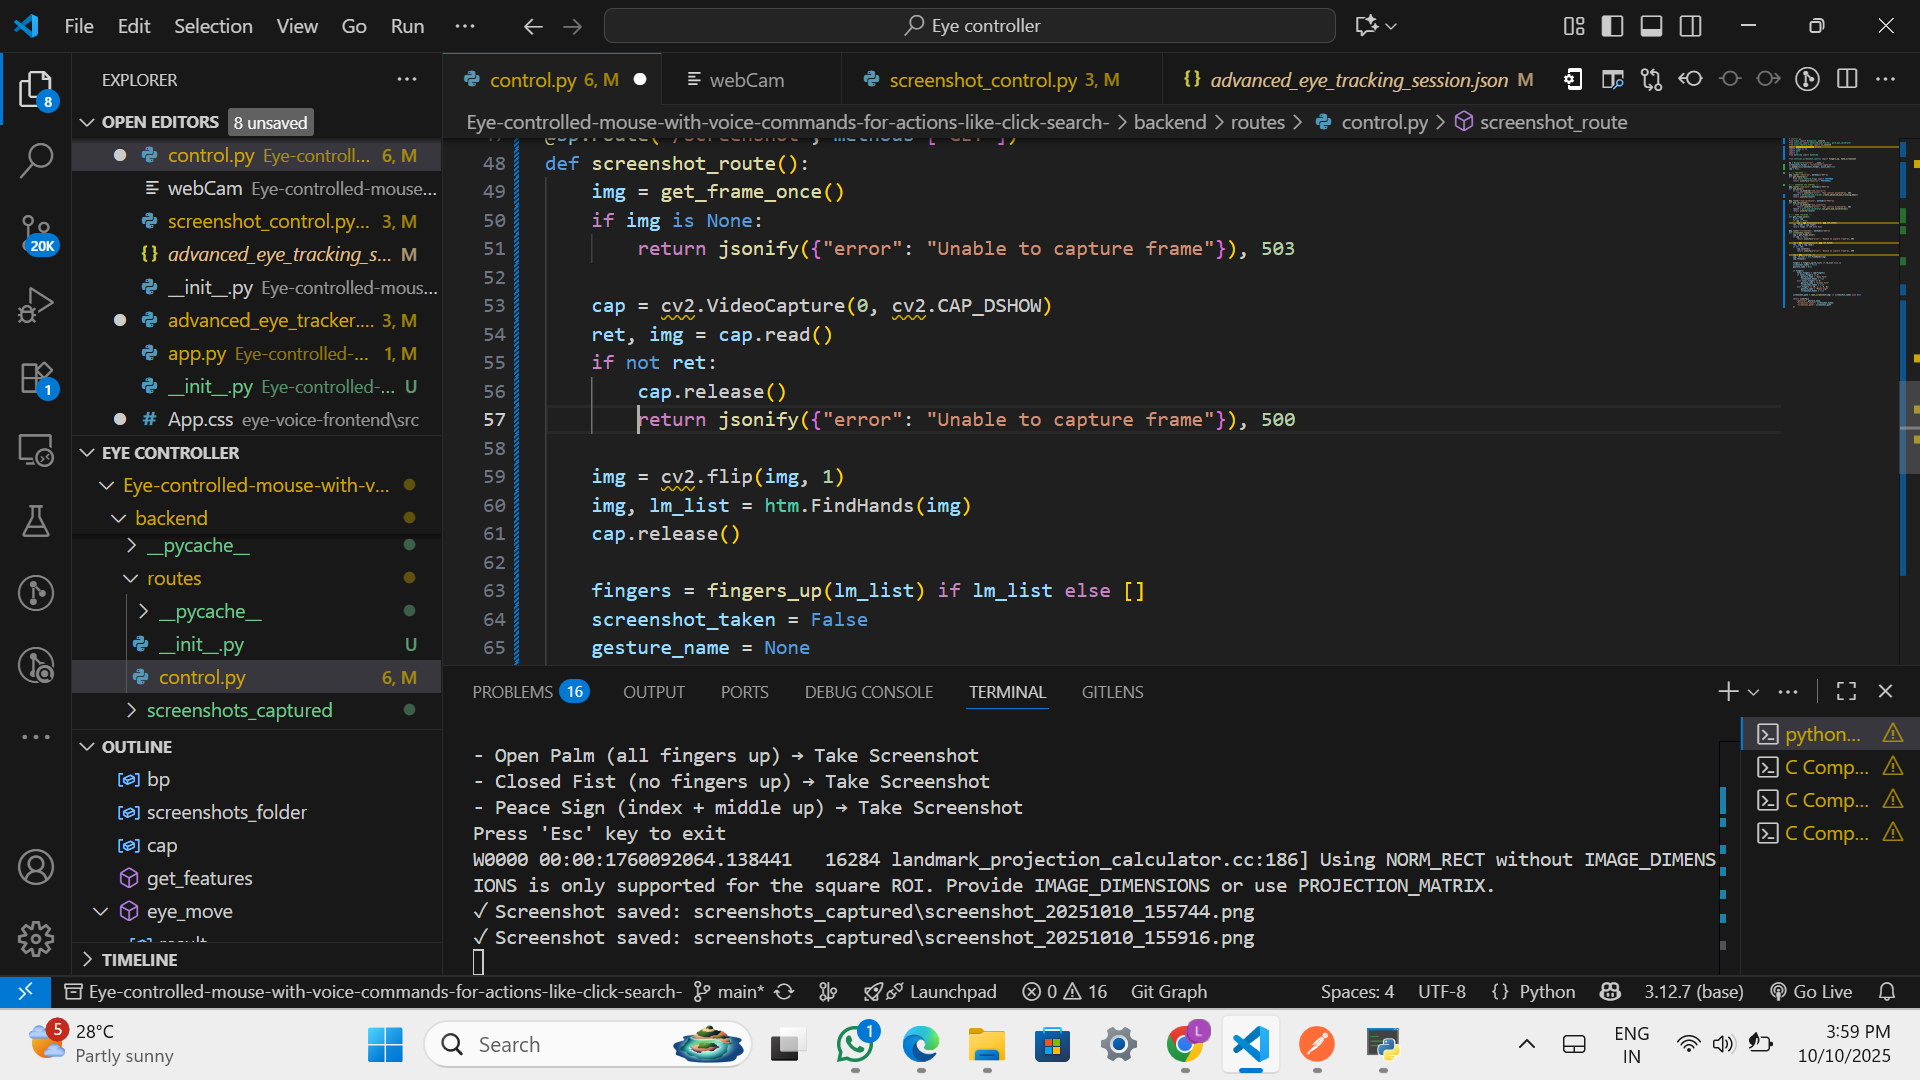 File Edit Selection View Go Run ···
Eye controller
EXPLORER
OPEN EDITORS 8 unsaved
control.py Eye-controll... 6, M
webCam Eye-controlled-mouse...
screenshot_control.py... 3, M
{} advanced_eye_tracking_s... M
__init__.py Eye-controlled-mous...
advanced_eye_tracker.... 3, M
app.py Eye-controlled-... 1, M
__init__.py Eye-controlled-... U
# App.css eye-voice-frontend\src
EYE CONTROLLER
Eye-controlled-mouse-with-v...
backend
__pycache__
routes
__pycache__
__init__.py U
control.py 6, M
screenshots_captured
OUTLINE
bp
screenshots_folder
cap
get_features
eye_move
TIMELINE
8
20K
1
control.py 6, M
webCam
screenshot_control.py 3, M
{} advanced_eye_tracking_session.json M
Eye-controlled-mouse-with-voice-commands-for-actions-like-click-search- > backend > routes > control.py > screenshot_route
48 def screenshot_route():
49 img = get_frame_once()
50 if img is None:
51 return jsonify({"error": "Unable to capture frame"}), 503
52
53 cap = cv2.VideoCapture(0, cv2.CAP_DSHOW)
54 ret, img = cap.read()
55 if not ret:
56 cap.release()
57 return jsonify({"error": "Unable to capture frame"}), 500
58
59 img = cv2.flip(img, 1)
60 img, lm_list = htm.FindHands(img)
61 cap.release()
62
63 fingers = fingers_up(lm_list) if lm_list else []
64 screenshot_taken = False
65 gesture_name = None
PROBLEMS 16 OUTPUT PORTS DEBUG CONSOLE TERMINAL GITLENS
- Open Palm (all fingers up) → Take Screenshot
- Closed Fist (no fingers up) → Take Screenshot
- Peace Sign (index + middle up) → Take Screenshot
Press 'Esc' key to exit
W0000 00:00:1760092064.138441 16284 landmark_projection_calculator.cc:186] Using NORM_RECT without IMAGE_DIMENS
IONS is only supported for the square ROI. Provide IMAGE_DIMENSIONS or use PROJECTION_MATRIX.
✓ Screenshot saved: screenshots_captured\screenshot_20251010_155744.png
✓ Screenshot saved: screenshots_captured\screenshot_20251010_155916.png
python...
C Comp...
C Comp...
C Comp...
Eye-controlled-mouse-with-voice-commands-for-actions-like-click-search- main* Launchpad 0 16 Git Graph Spaces: 4 UTF-8 {} Python 3.12.7 (base) Go Live
5
28°C
Partly sunny
Search
1
L
ENG
IN
3:59 PM
10/10/2025